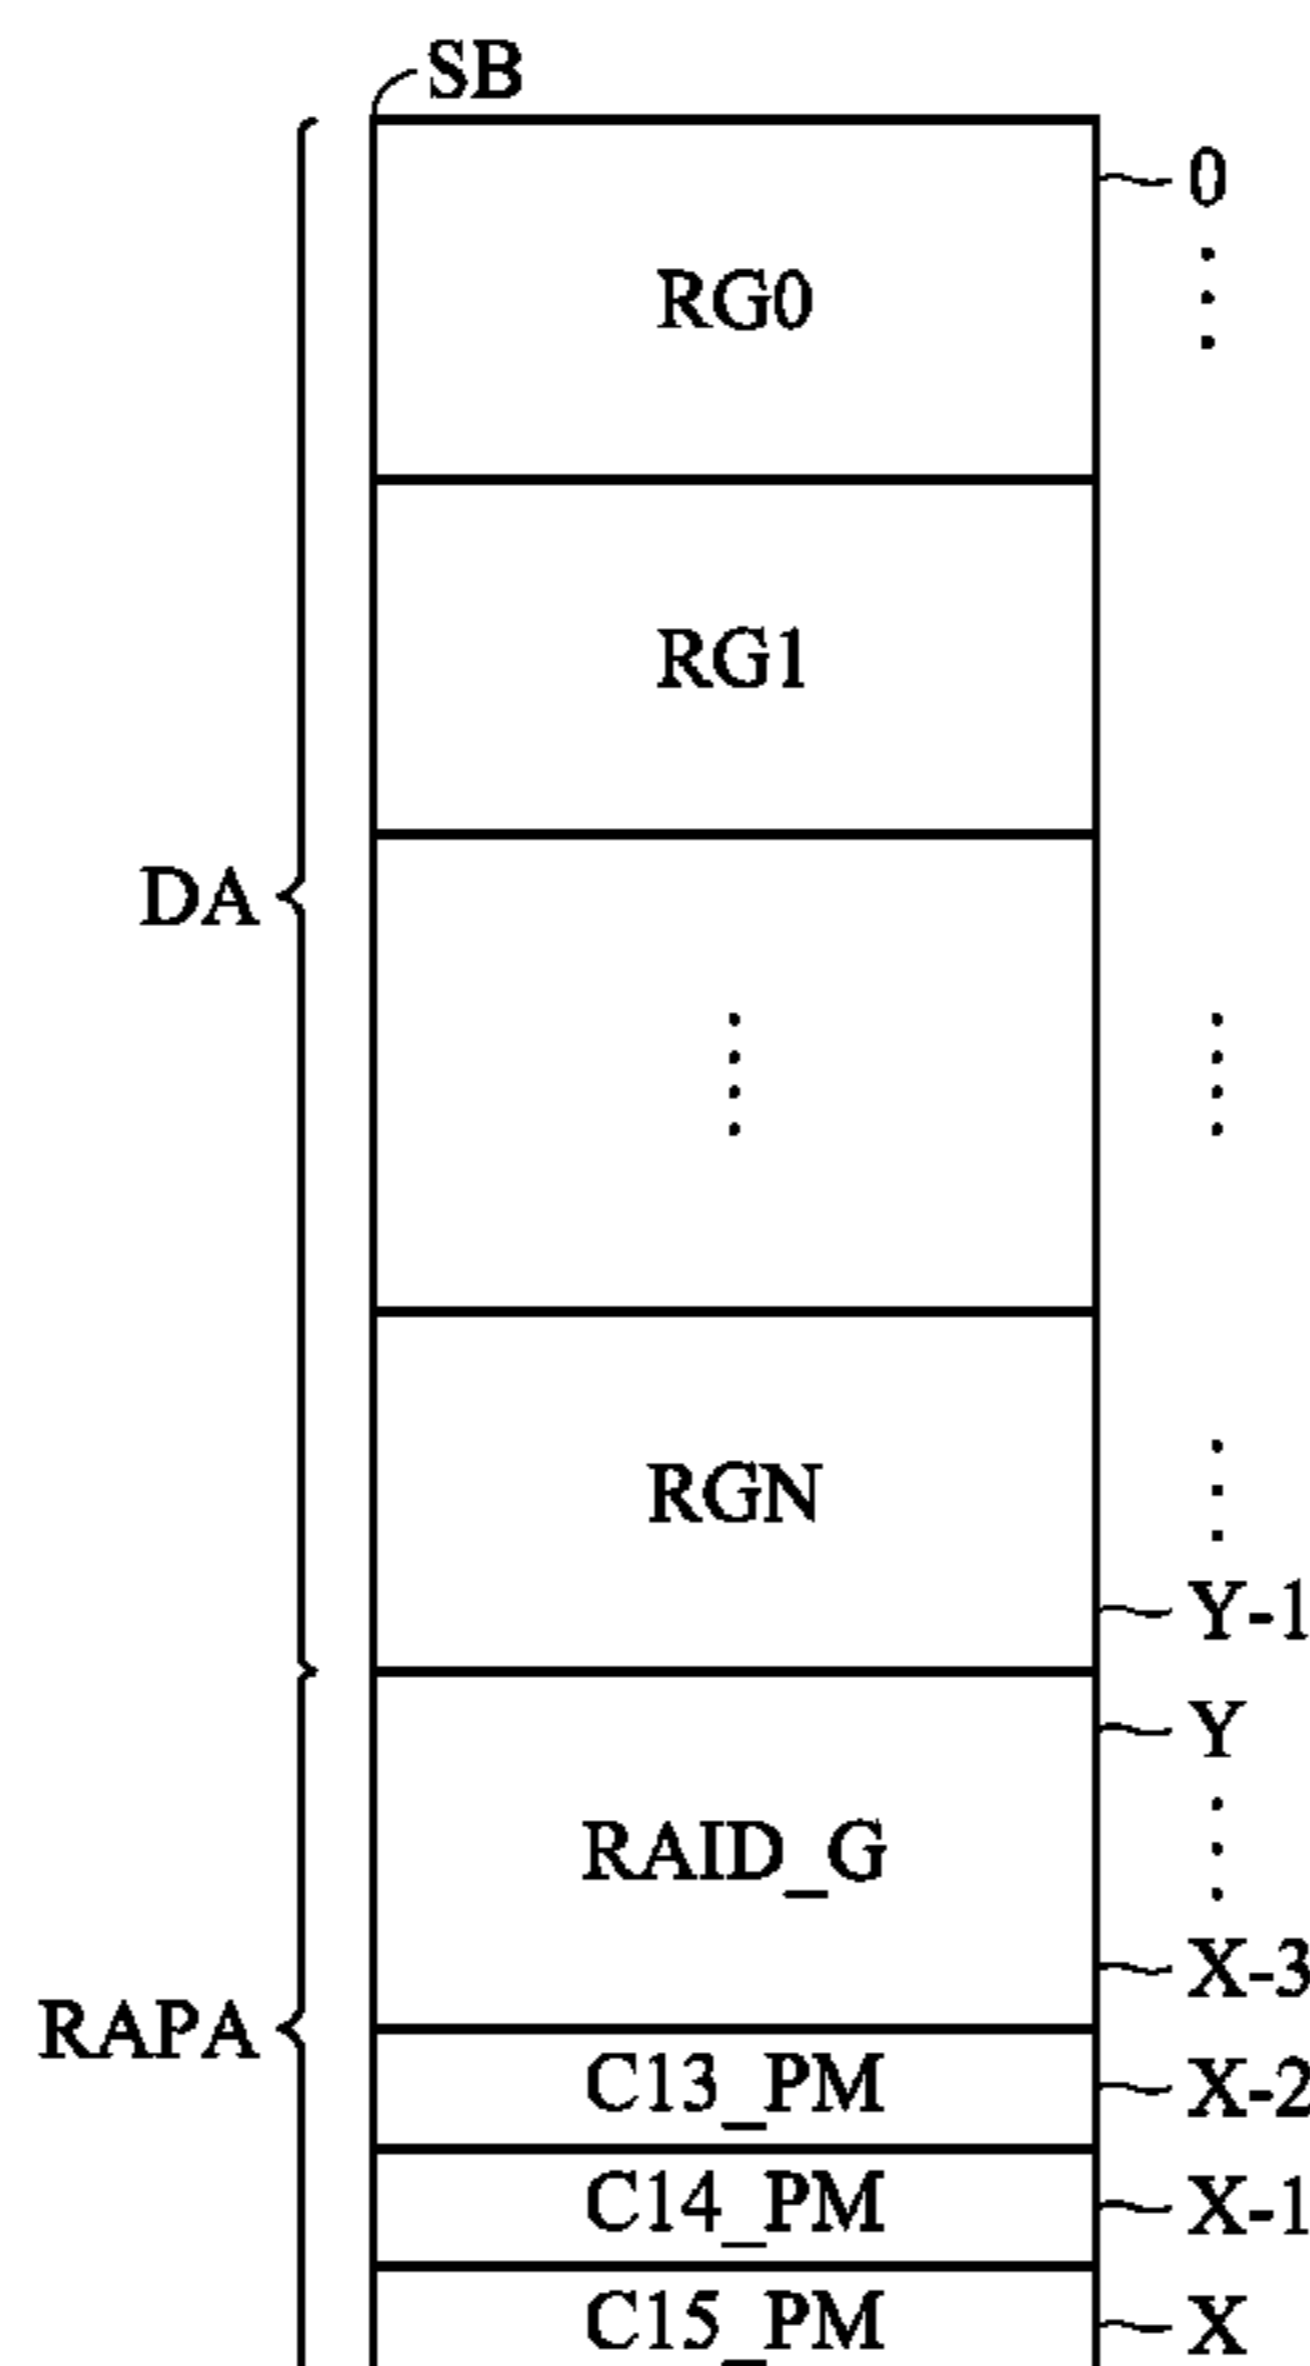 SB
0
RG0
RG1
DA
RGN
Y-1
Y
RAID_G
X-3
RAPA
C13_PM
X-2
C14_PM
X-1
C15_PM
X